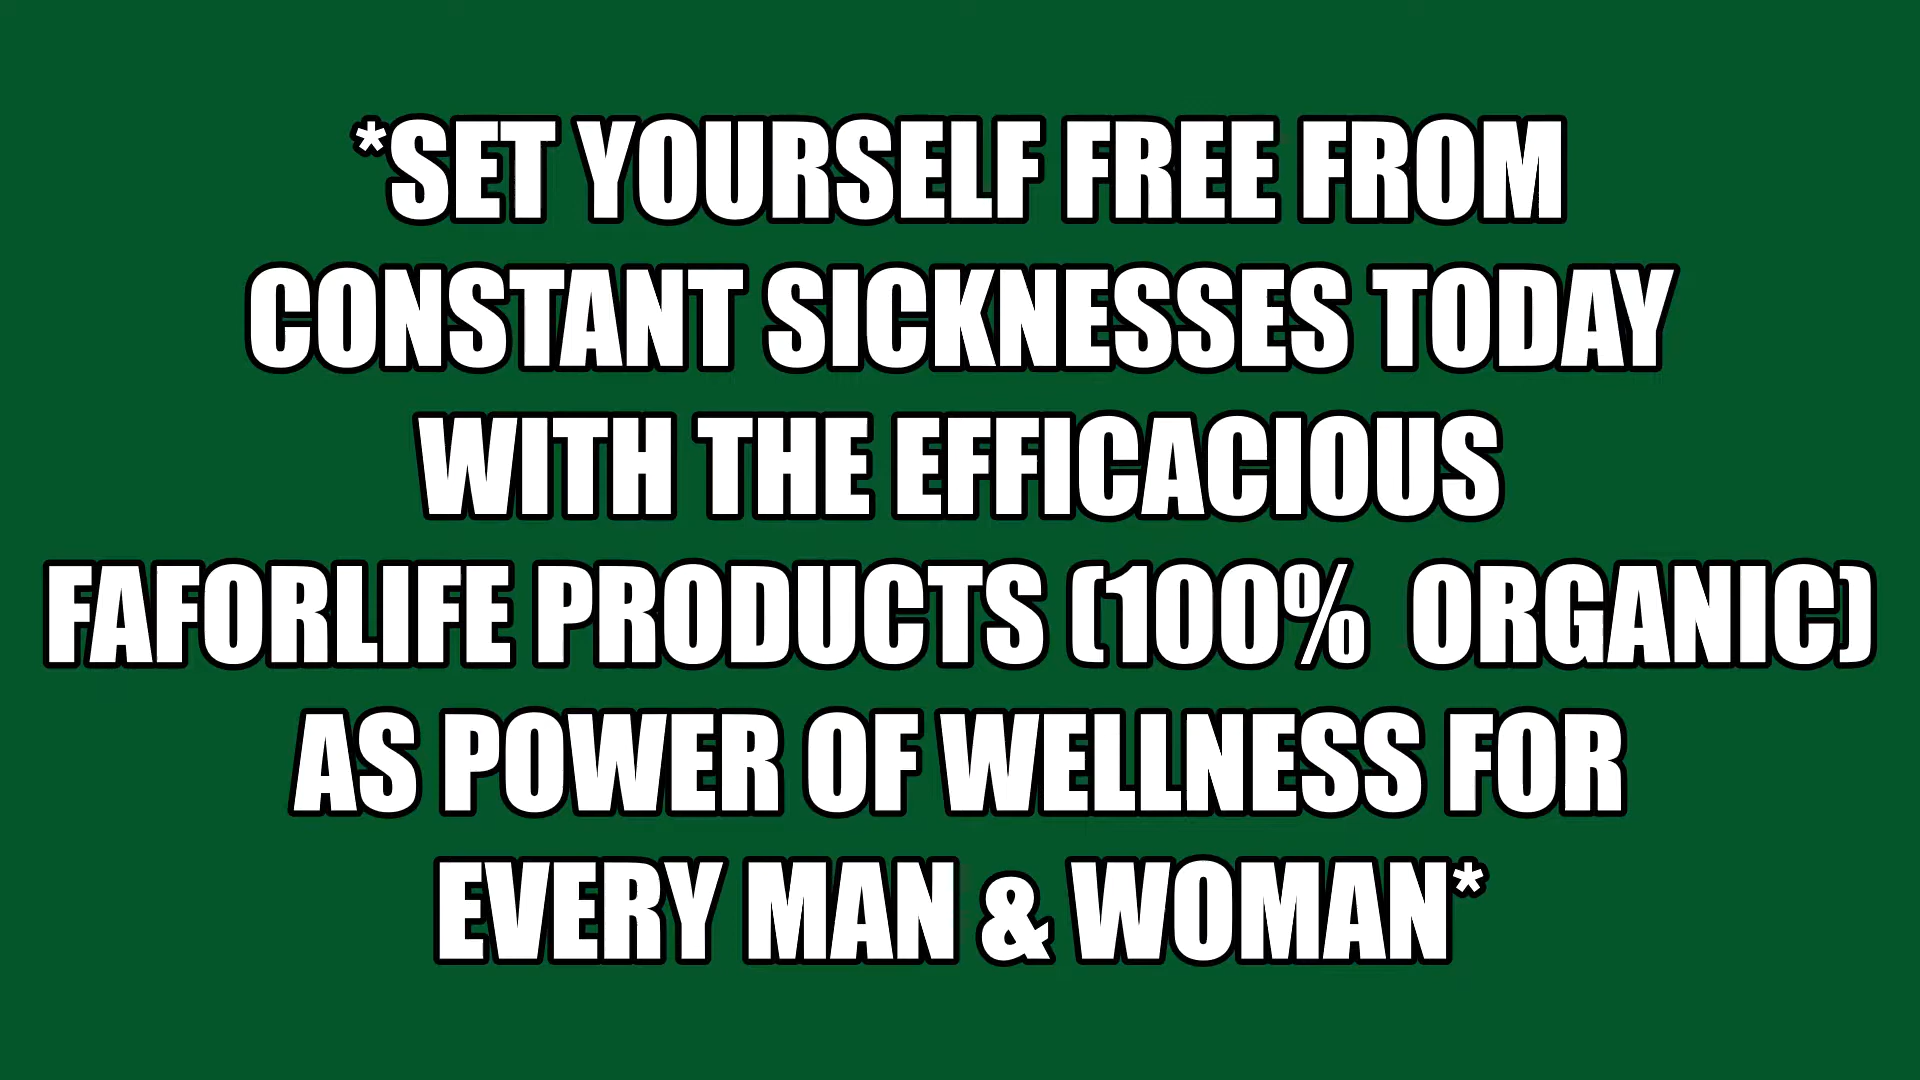 *SET YOURSELF FREE FROM
CONSTANT SICKNESSES TODAY
WITH THE EFFICACIOUS
FAFORLIFE PRODUCTS (100%  ORGANIC)
AS POWER OF WELLNESS FOR
EVERY MAN & WOMAN*